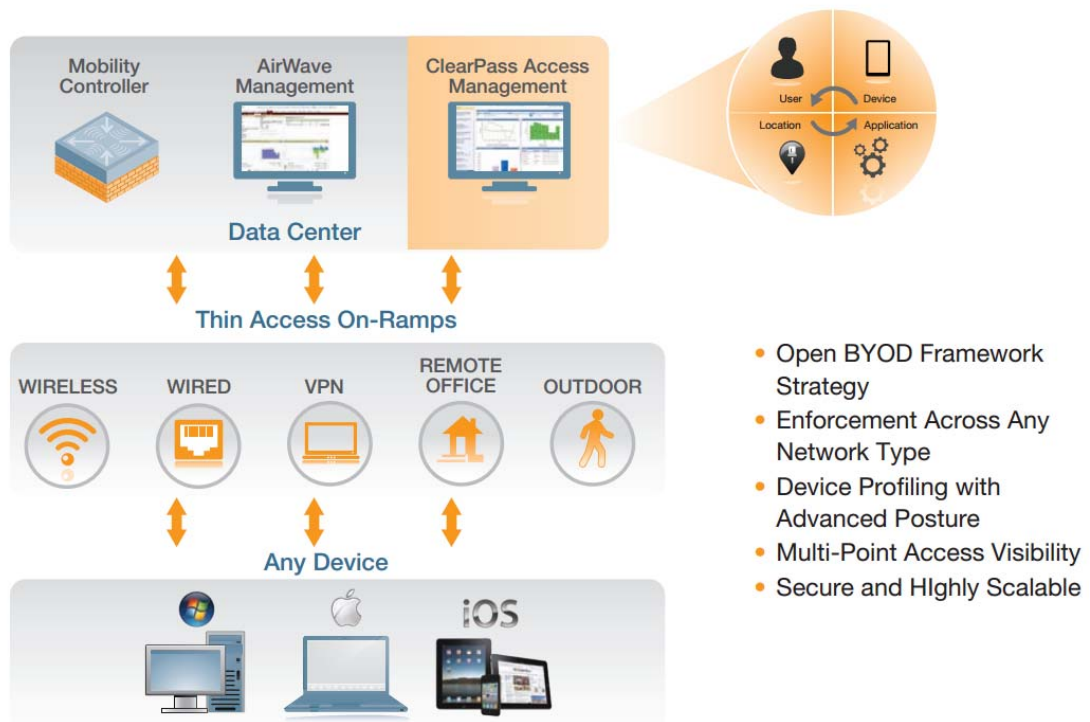 Mobility
Controller
AirWave
Management
ClearPass Access
Management
User
Device
Location
Application
Data Center
Thin Access On-Ramps
WIRELESS
WIRED
VPN
REMOTE
OFFICE
OUTDOOR
Any Device
iOS
• Open BYOD Framework
Strategy
• Enforcement Across Any
Network Type
• Device Profiling with
Advanced Posture
• Multi-Point Access Visibility
• Secure and HIghly Scalable